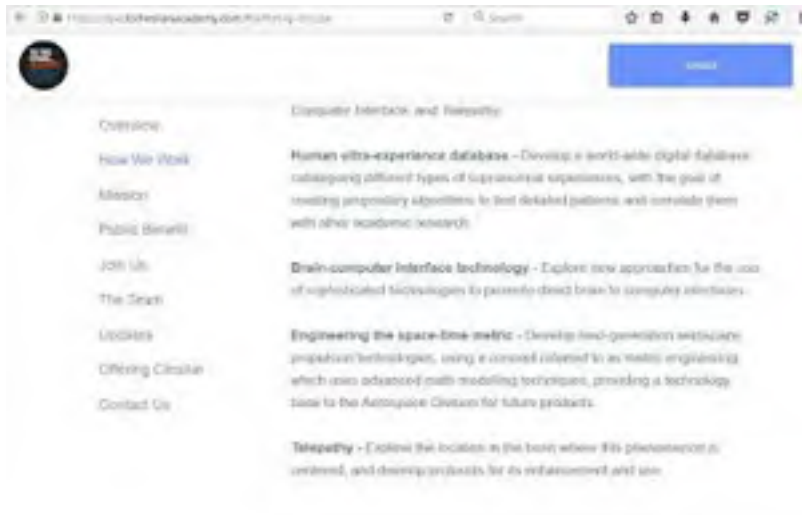 Search
Computer Interface, and Telepathy.
Overview
How We Work
Mission
Public Benefit
Join Us
The Team
Updates
Offering Circular
Contact Us
Human ultra-experience database - Develop a world-wide digital database
categorizing different types of supranormal experiences, with the goal of
creating proprietary algorithms to find detailed patterns and correlate them
with other academic research.
Brain-computer interface technology - Explore new approaches for the use
of sophisticated technologies to promote direct brain to computer interfaces.
Engineering the space-time metric - Develop next-generation
propulsion technologies, using a concept referred to as metric engineering
which uses advanced math modelling techniques, providing a technology
base to the Aerospace Division for future products.
Telepathy - Explore the location in the brain where this phenomenon is
centered, and develop protocols for its enhancement and use.